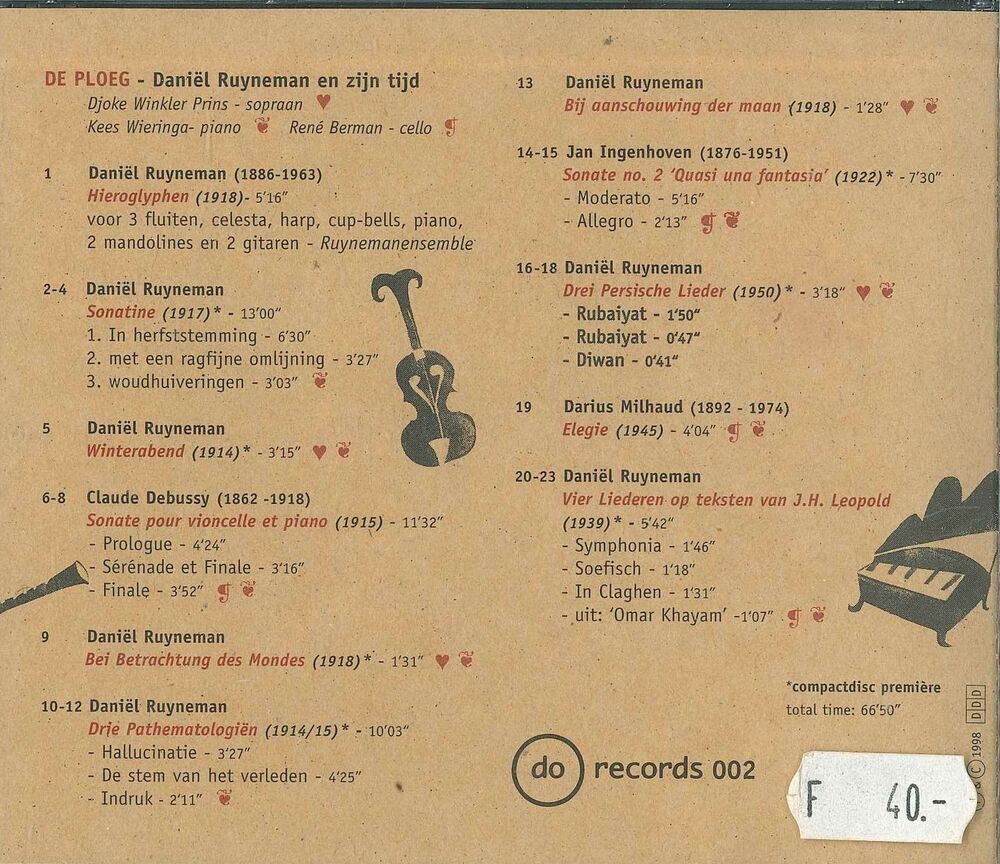 DE PLOEG - Daniël Ruyneman en zijn tijd
Djoke Winkler Prins - sopraan
Kees Wieringa- piano René Berman - cello
1 Daniël Ruyneman (1886-1963)
Hieroglyphen (1918)- 5'16"
voor 3 fluiten, celesta, harp, cup-bells, piano,
2 mandolines en 2 gitaren - Ruynemanensemble
2-4 Daniël Ruyneman
Sonatine (1917)* - 13'00"
1. In herfststemming - 6'30"
2. met een ragfijne omlijning - 3'27"
3. woudhuiveringen - 3'03"
5 Daniël Ruyneman
Winterabend (1914)* - 3'15"
6-8 Claude Debussy (1862 -1918)
Sonate pour vioncelle et piano (1915) - 11'32"
- Prologue - 4'24"
- Sérénade et Finale - 3'16"
- Finale - 3'52"
9 Daniël Ruyneman
Bei Betrachtung des Mondes (1918)* - 1'31"
10-12 Daniël Ruyneman
Drie Pathematologiën (1914/15)* - 10'03"
- Hallucinatie - 3'27"
- De stem van het verleden - 4'25"
- Indruk - 2'11"
13 Daniël Ruyneman
Bij aanschouwing der maan (1918) - 1'28"
14-15 Jan Ingenhoven (1876-1951)
Sonate no. 2 'Quasi una fantasia' (1922)* - 7'30"
- Moderato - 5'16"
- Allegro - 2'13"
16-18 Daniël Ruyneman
Drei Persische Lieder (1950)* - 3'18"
- Rubaiyat - 1'50"
- Rubaiyat - 0'47"
- Diwan - 0'41"
19 Darius Milhaud (1892 - 1974)
Elegie (1945) - 4'04"
20-23 Daniël Ruyneman
Vier Liederen op teksten van J.H. Leopold
(1939)* - 5'42"
- Symphonia - 1'46"
- Soefisch - 1'18"
- In Claghen - 1'31"
- uit: 'Omar Khayam' -1'07"
*compactdisc première
total time: 66'50"
do records 002
& © 1998 DDD
F 40.-